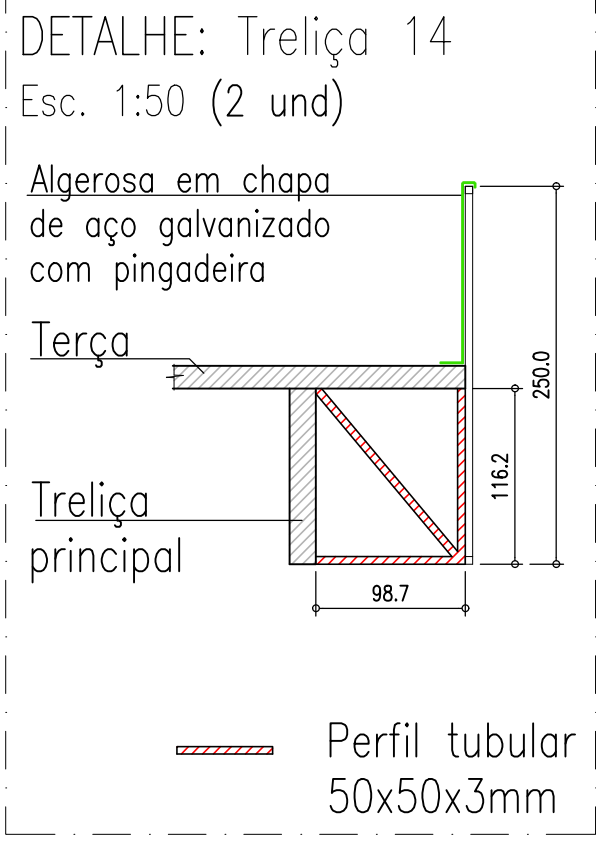 DETALHE: Treliça 14
Esc. 1:50 (2 und)
Algerosa em chapa
de aço galvanizado
com pingadeira
Terça
250.0
116.2
Treliça
principal
98.7
Perfil tubular
50x50x3mm